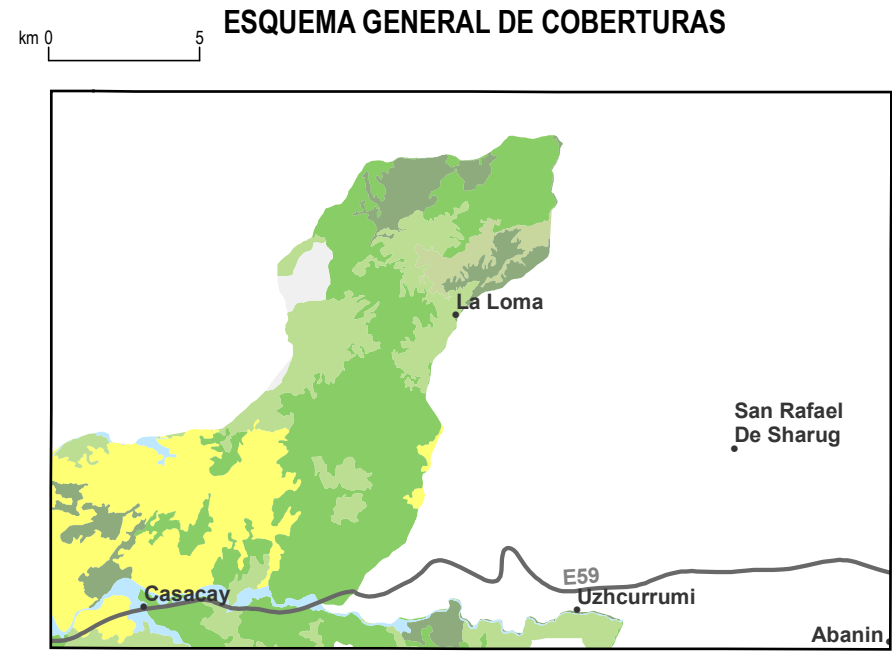 ESQUEMA GENERAL DE COBERTURAS
km 0 5
La Loma
San Rafael
De Sharug
E59
Casacay
Uzhcurrumi
Abanin